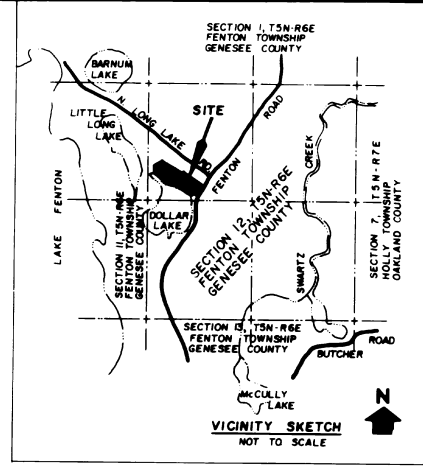 SECTION 1, T5N-R6E
FENTON TOWNSHIP
GENESEE COUNTY
BARNUM
LAKE
N LONG LAKE
RD.
LITTLE
LONG
LAKE
SITE
FENTON
ROAD
LAKE FENTON
SECTION 11, T5N-R6E
FENTON TOWNSHIP
GENESEE COUNTY
DOLLAR
LAKE
SECTION 12, T5N-R6E
FENTON TOWNSHIP
GENESEE COUNTY
SWARTZ
CREEK
SECTION 7, T5N-R7E
HOLLY TOWNSHIP
OAKLAND COUNTY
SECTION 13, T5N-R6E
FENTON TOWNSHIP
GENESEE COUNTY
BUTCHER
ROAD
McCULLY
LAKE
N
VICINITY SKETCH
NOT TO SCALE